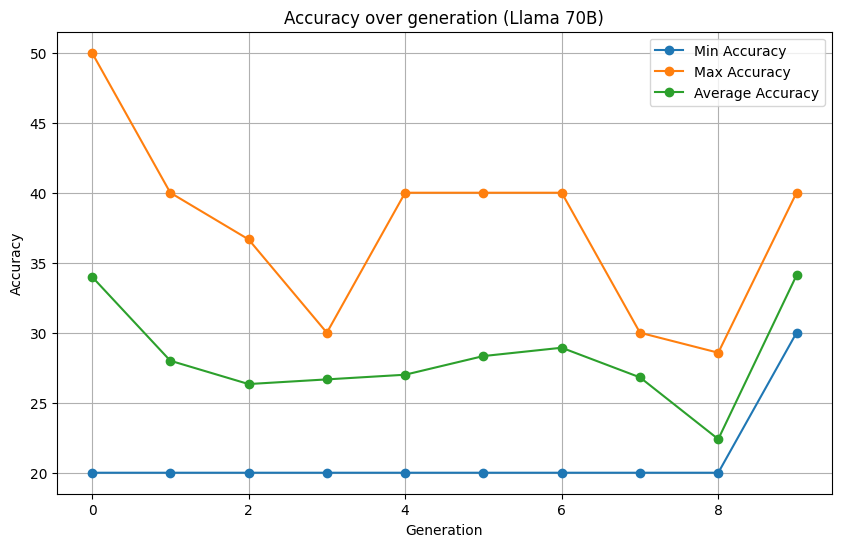 Accuracy over generation (Llama 70B)
Min Accuracy
Max Accuracy
Average Accuracy
50
45
40
35
30
25
20
Accuracy
0
2
4
6
8
Generation